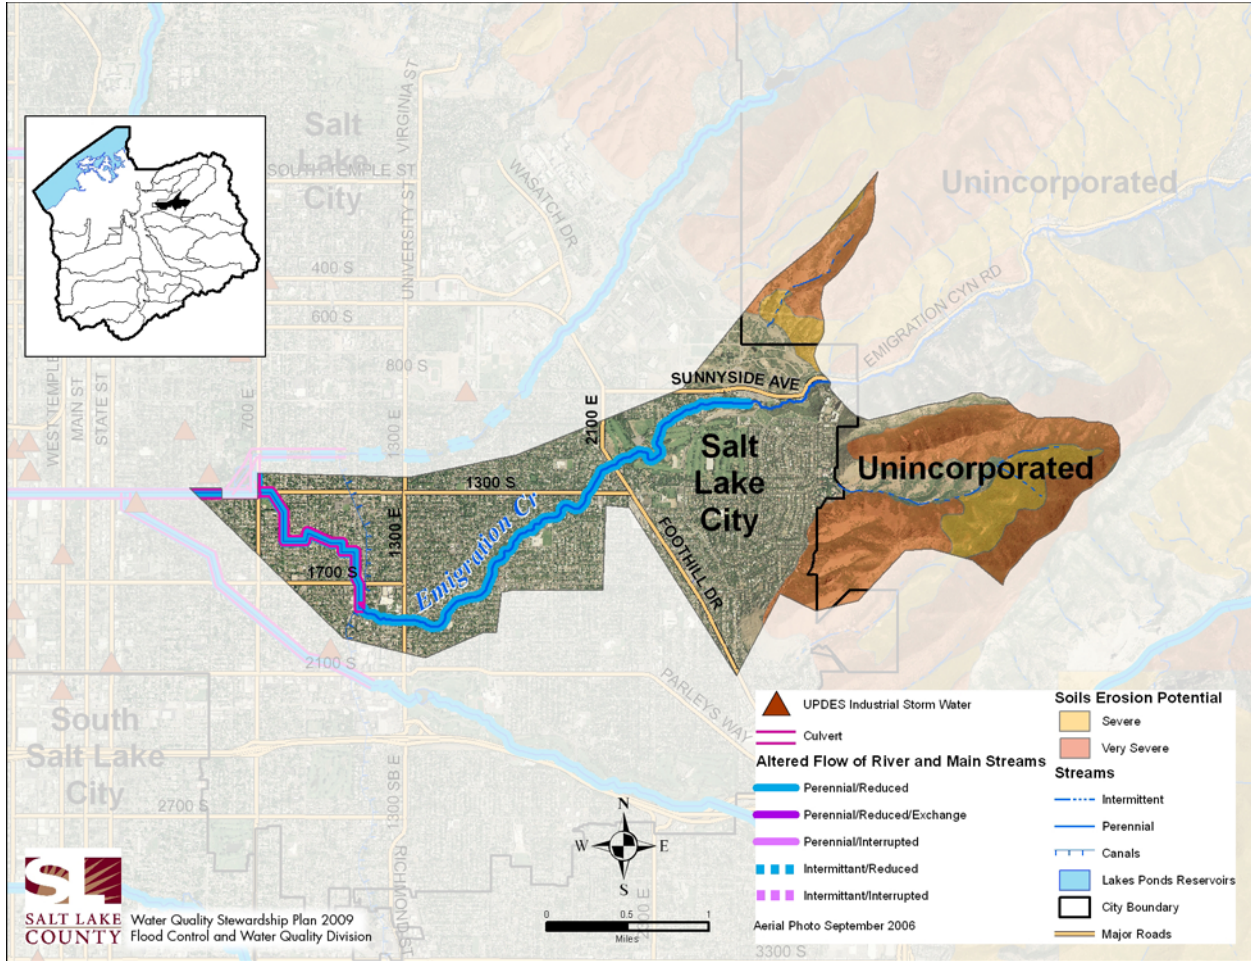 Salt
Lake
City
VIRGINIA ST
SOUTH TEMPLE ST
UNIVERSITY ST
WASATCH DR
Unincorporated
400 S
600 S
800 S
EMIGRATION CYN RD
WEST TEMPLE
MAIN ST
STATE ST
700 E
1300 E
2100 E
SUNNYSIDE AVE
Salt
Lake
City
Unincorporated
1300 S
Emigration Cr
1300 E
1700 S
FOOTHILL DR
2100 S
PARLEYS WAY
South
Salt Lake
City
2700 S
1300 SB E
RICHMOND ST
3300 S
N
W E
S
0 0.5 1
Miles
UPDES Industrial Storm Water
Culvert
Altered Flow of River and Main Streams
Perennial/Reduced
Perennial/Reduced/Exchange
Perennial/Interrupted
Intermittant/Reduced
Intermittant/Interrupted
Aerial Photo September 2006
Soils Erosion Potential
Severe
Very Severe
Streams
Intermittent
Perennial
Canals
Lakes Ponds Reservoirs
City Boundary
Major Roads
SL
SALT LAKE
COUNTY
Water Quality Stewardship Plan 2009
Flood Control and Water Quality Division